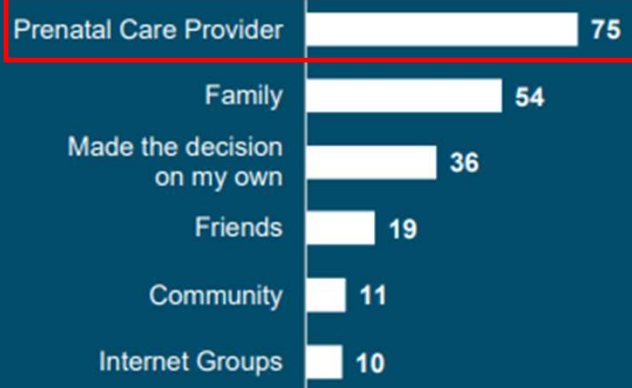 Prenatal Care Provider 75
Family 54
Made the decision
on my own 36
Friends 19
Community 11
Internet Groups 10